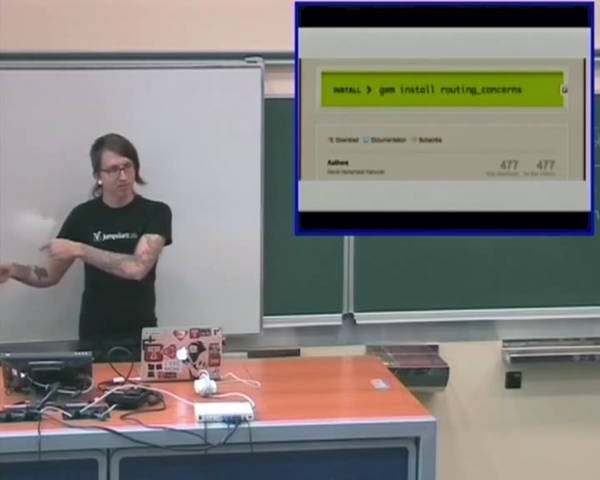 INSTALL ❯ gem install routing_concerns
Download Documentation Subscribe
Authors
477 477
jumpstartlab